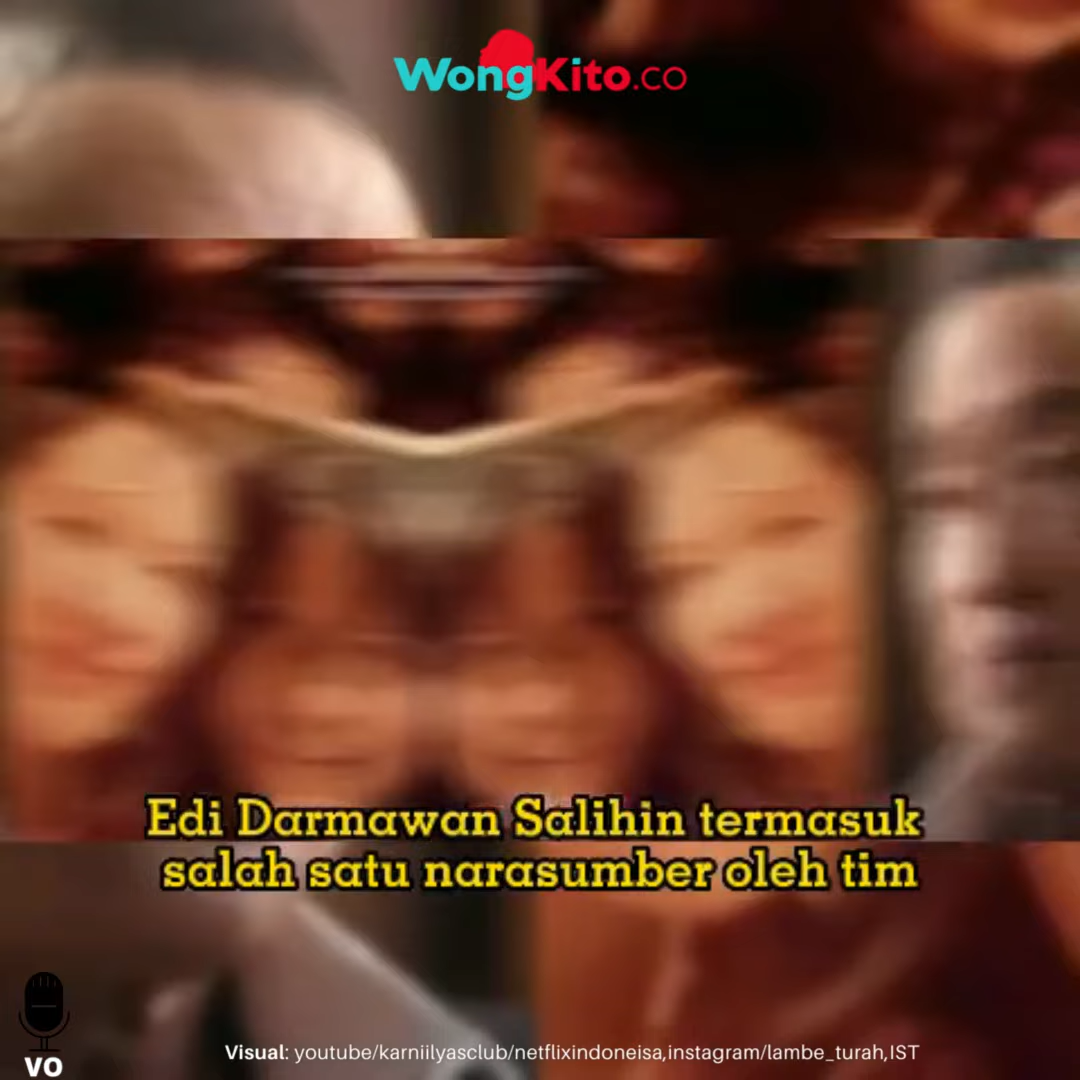 WongKito.co
Edi Darmawan Salihin termasuk
salah satu narasumber oleh tim
VO
Visual: youtube/karniilyasclub/netflixindoneisa,instagram/lambe_turah,IST